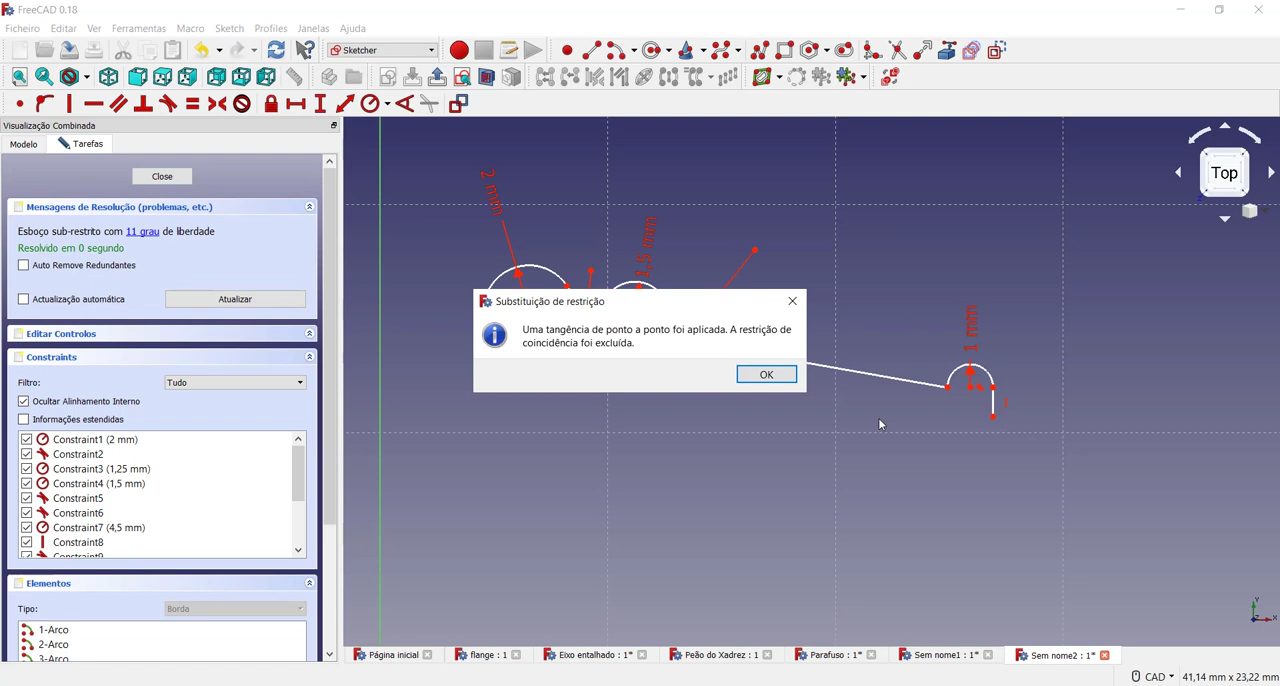 FreeCAD 0.18
Ficheiro Editar Ver Ferramentas Macro Sketch Profiles Janelas Ajuda
Sketcher
Visualização Combinada
Modelo Tarefas
Close
Mensagens de Resolução (problemas, etc.)
Esboço sub-restrito com 11 grau de liberdade
Resolvido em 0 segundo
Auto Remove Redundantes
Actualização automática Atualizar
Editar Controlos
Constraints
Filtro: Tudo
Ocultar Alinhamento Interno
Informações estendidas
Constraint1 (2 mm)
Constraint2
Constraint3 (1,25 mm)
Constraint4 (1,5 mm)
Constraint5
Constraint6
Constraint7 (4,5 mm)
Constraint8
Constraint9
Elementos
Tipo: Borda
1-Arco
2-Arco
3-Arco
2 mm
1,5 mm
1 mm
Top
Substituição de restrição
Uma tangência de ponto a ponto foi aplicada. A restrição de
coincidência foi excluída.
OK
Y
Z X
Página inicial flange : 1 Eixo entalhado : 1* Peão do Xadrez : 1 Parafuso : 1* Sem nome1 : 1* Sem nome2 : 1*
CAD 41,14 mm x 23,22 mm